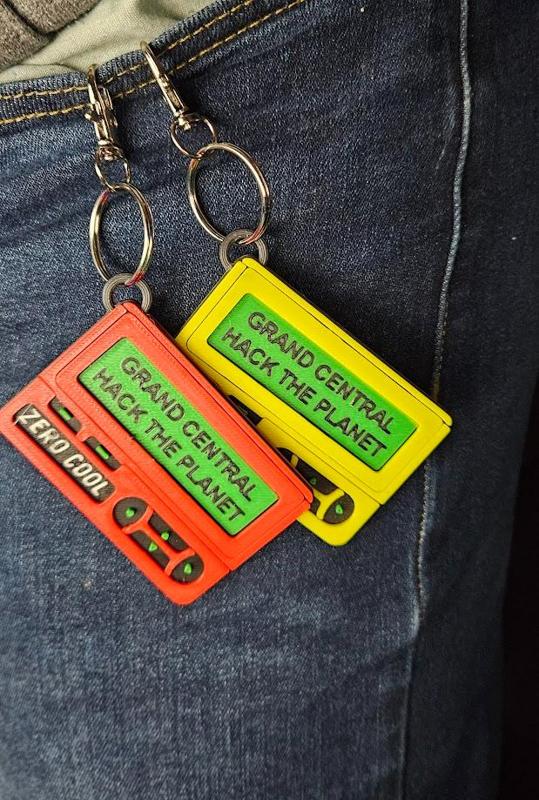 GRAND CENTRAL
HACK THE PLANET
ZERO COOL
GRAND CENTRAL
HACK THE PLANET